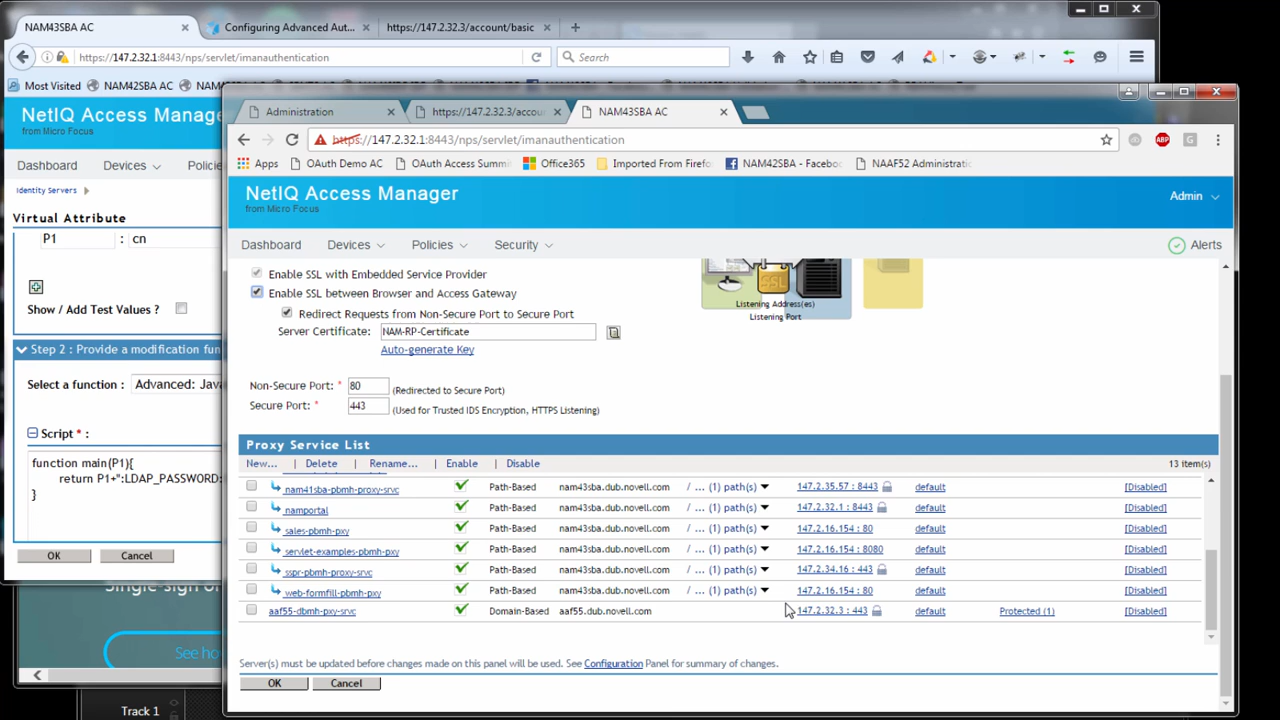 NAM43SBA AC
Configuring Advanced Aut...
https://147.2.32.3/account/basic
https://147.2.32.1:8443/nps/servlet/imanauthentication
Search
Most Visited
NAM42SBA AC
NetIQ Access Manager
from Micro Focus
Dashboard
Devices
Identity Servers
Virtual Attribute
P1
: cn
Show / Add Test Values ?
Step 2 : Provide a modification fun
Select a function :
Advanced: Java
Script * :
function main(P1){
return P1+":LDAP_PASSWORD:
}
OK
Cancel
See ho
Track 1
Administration
https://147.2.32.3/accou
NAM43SBA AC
https://147.2.32.1:8443/nps/servlet/imanauthentication
ABP
Apps
OAuth Demo AC
OAuth Access Summ
Office365
Imported From Firefo
NAM42SBA - Faceboo
NAAF52 Administratic
NetIQ Access Manager
from Micro Focus
Admin
Dashboard
Devices
Policies
Security
Alerts
Enable SSL with Embedded Service Provider
Enable SSL between Browser and Access Gateway
Redirect Requests from Non-Secure Port to Secure Port
Server Certificate:
NAM-RP-Certificate
Auto-generate Key
SSL
Listening Address(es)
Listening Port
Non-Secure Port: * 80 (Redirected to Secure Port)
Secure Port: * 443 (Used for Trusted IDS Encryption, HTTPS Listening)
Proxy Service List
New... | Delete | Rename... | Enable | Disable
13 item(s)
nam41sba-pbmh-proxy-srvc Path-Based nam43sba.dub.novell.com / ... (1) path(s) 147.2.35.57 : 8443 default [Disabled]
namportal Path-Based nam43sba.dub.novell.com / ... (1) path(s) 147.2.32.1 : 8443 default [Disabled]
sales-pbmh-pxy Path-Based nam43sba.dub.novell.com / ... (1) path(s) 147.2.16.154 : 80 default [Disabled]
servlet-examples-pbmh-pxy Path-Based nam43sba.dub.novell.com / ... (1) path(s) 147.2.16.154 : 8080 default [Disabled]
sspr-pbmh-proxy-srvc Path-Based nam43sba.dub.novell.com / ... (1) path(s) 147.2.34.16 : 443 default [Disabled]
web-formfill-pbmh-pxy Path-Based nam43sba.dub.novell.com / ... (1) path(s) 147.2.16.154 : 80 default [Disabled]
aaf55-dbmh-pxy-srvc Domain-Based aaf55.dub.novell.com 147.2.32.3 : 443 default Protected (1) [Disabled]
Server(s) must be updated before changes made on this panel will be used. See Configuration Panel for summary of changes.
OK
Cancel